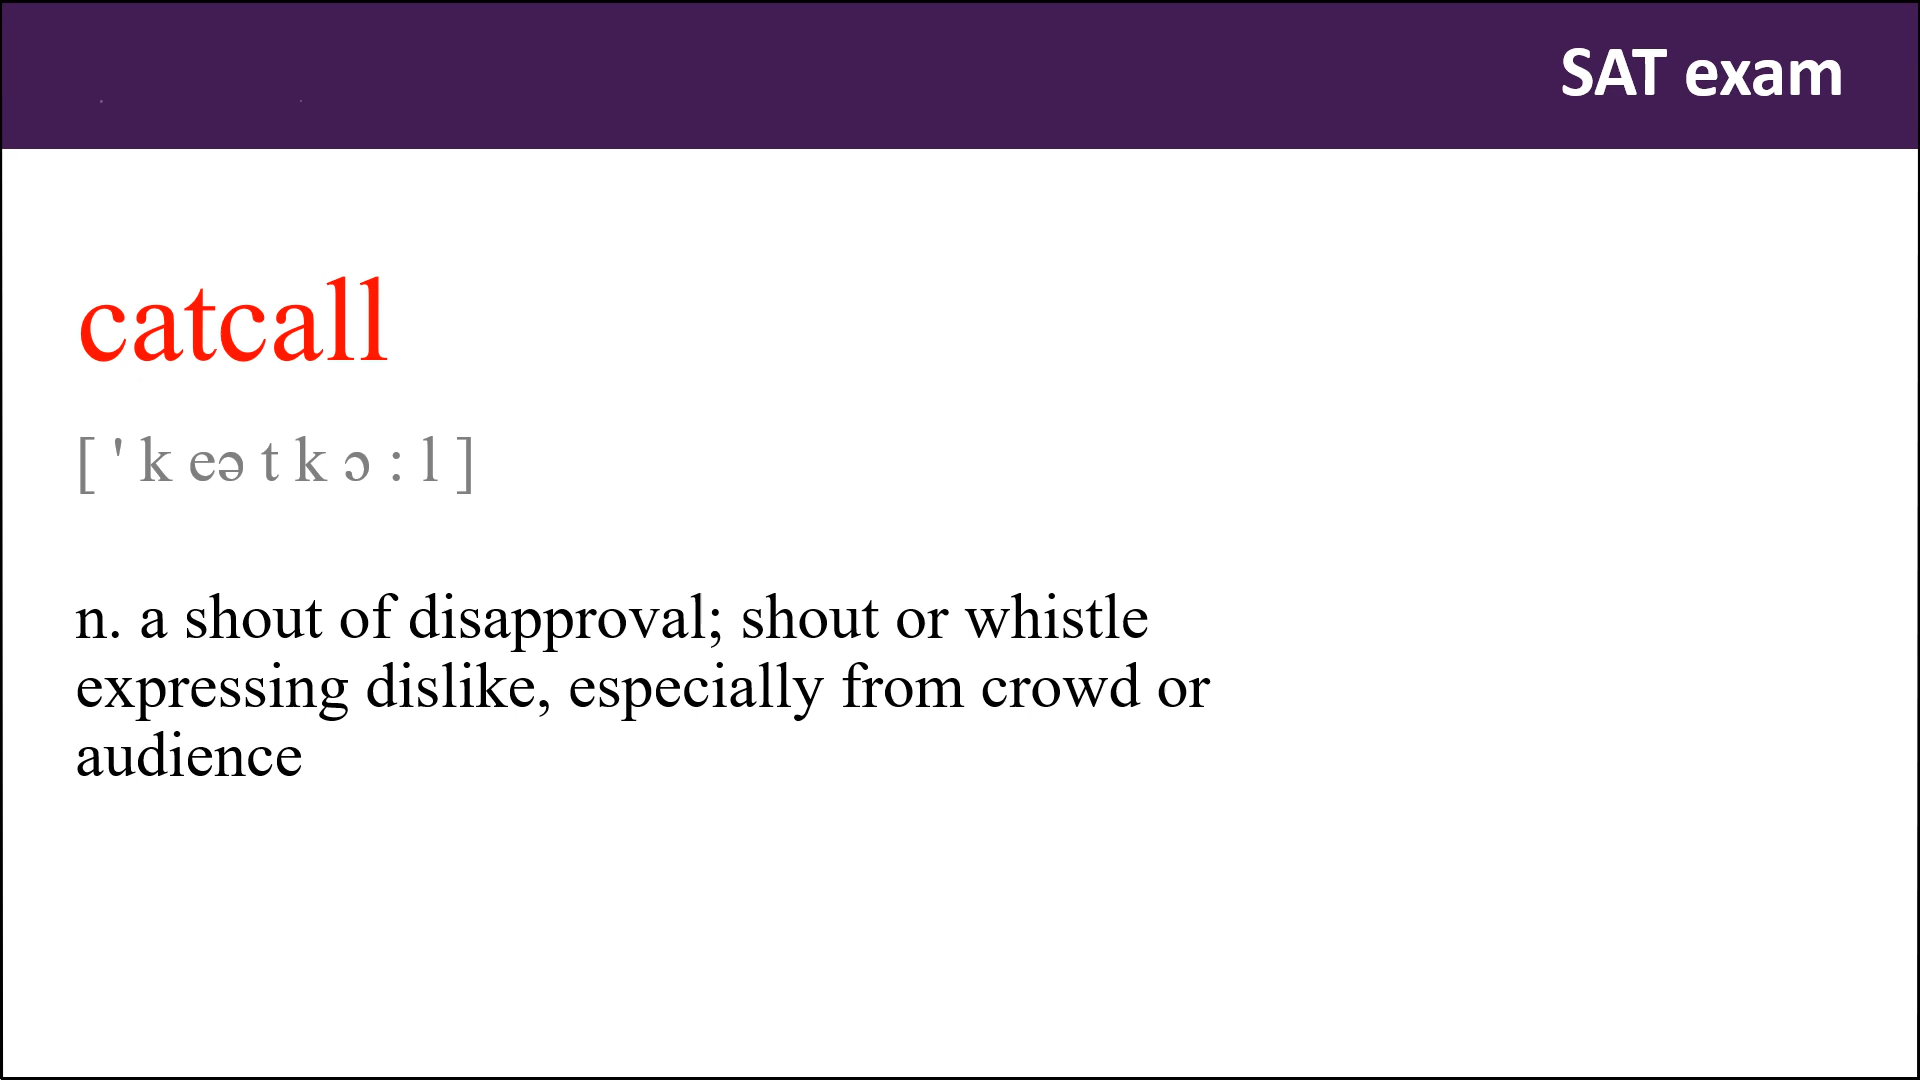 SAT exam
catcall
[ ' k eə t k ɔ : l ]
n. a shout of disapproval; shout or whistle
expressing dislike, especially from crowd or
audience